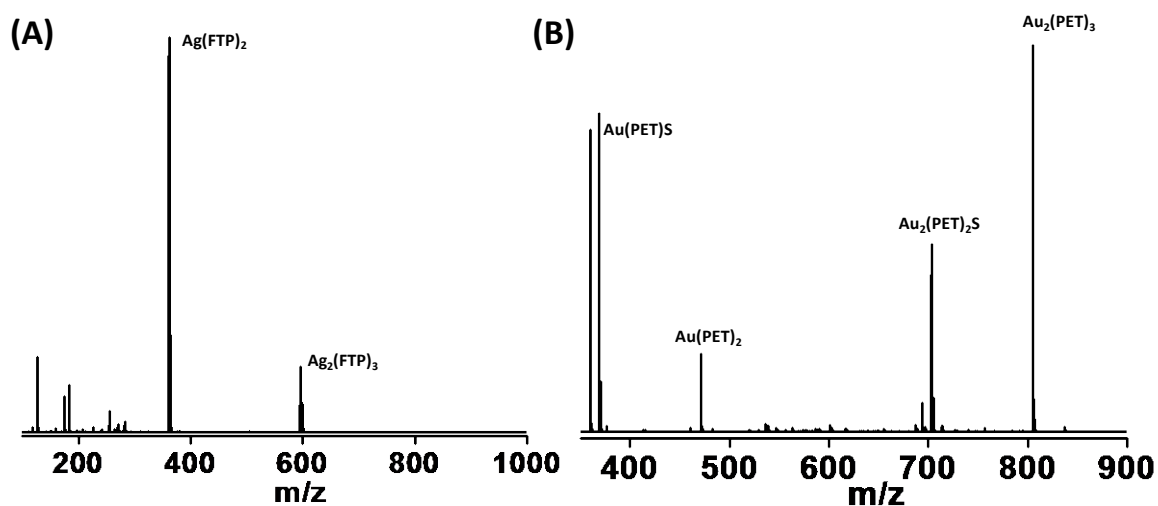 (A)
Ag(FTP)₂
Ag₂(FTP)₃
200 400 600 800 1000
m/z
(B)
Au₂(PET)₃
Au(PET)S
Au₂(PET)₂S
Au(PET)₂
400 500 600 700 800 900
m/z